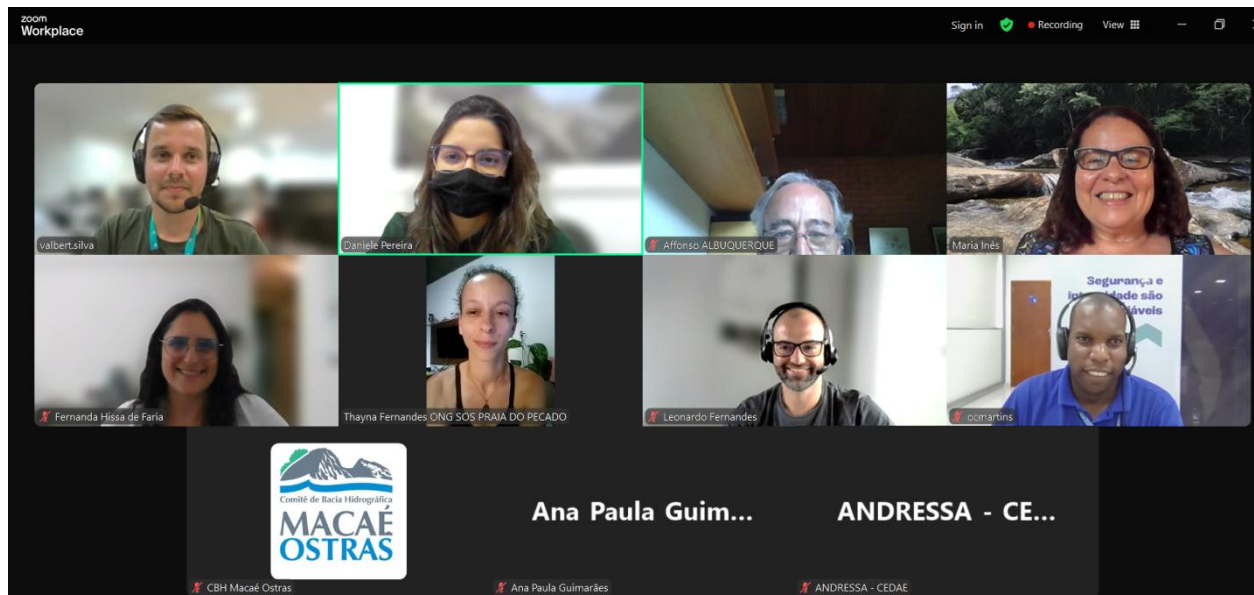 zoom
Workplace
Sign in
Recording
View
valbert.silva
Daniele Pereira
Affonso ALBUQUERQUE
Maria Inés
Segurança e
são
Fernanda Hissa de Faria
Thayna Fernandes ONG SOS PRAIA DO PECADO
Leonardo Fernandes
ocmartins
Comitê de Bacia Hidrográfica
MACAÉ
OSTRAS
CBH Macaé Ostras
Ana Paula Guim...
Ana Paula Guimarães
ANDRESSA - CE...
ANDRESSA - CEDAE